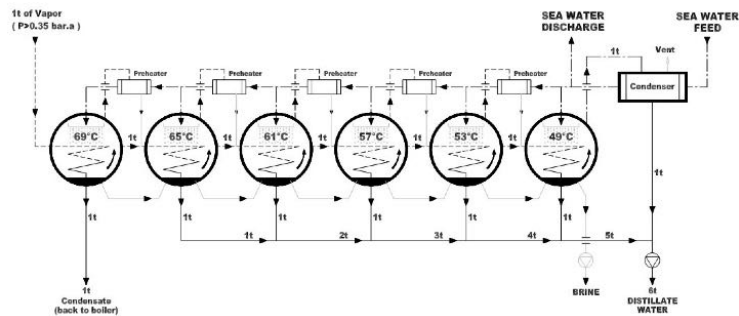 1t of Vapor
( P>0.35 bar.a )
SEA WATER
DISCHARGE
SEA WATER
FEED
1t
Vent
Condenser
Preheater
Preheater
Preheater
Preheater
Preheater
69°C
1t
65°C
1t
61°C
1t
57°C
1t
53°C
1t
49°C
1t
1t
1t
1t
1t
1t
1t
1t
2t
3t
4t
5t
1t
Condensate
(back to boiler)
BRINE
6t
DISTILLATE
WATER